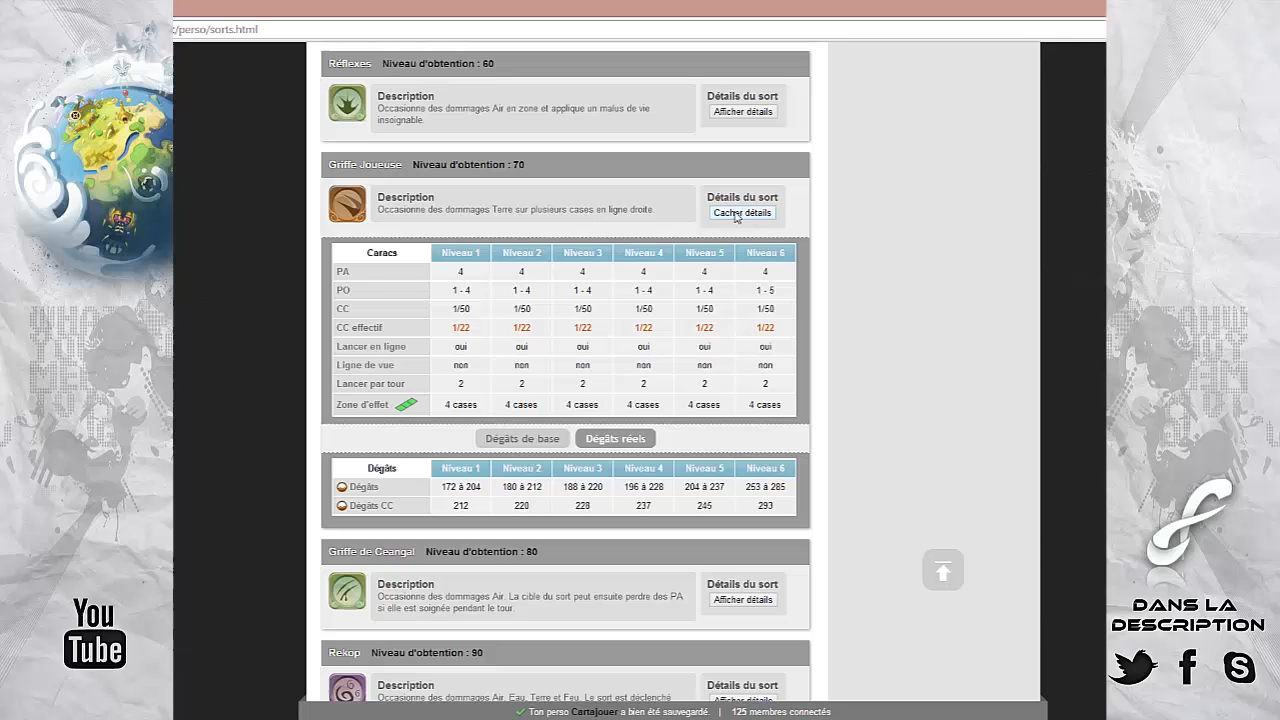 /perso/sorts.html
Réflexes Niveau d'obtention : 60
Description
Occasionne des dommages Air en zone et applique un malus de vie
insoignable.
Détails du sort
Afficher détails
Griffe Joueuse Niveau d'obtention : 70
Description
Occasionne des dommages Terre sur plusieurs cases en ligne droite.
Détails du sort
Cacher détails
Caracs Niveau 1 Niveau 2 Niveau 3 Niveau 4 Niveau 5 Niveau 6
PA 4 4 4 4 4 4
PO 1 - 4 1 - 4 1 - 4 1 - 4 1 - 4 1 - 5
CC 1/50 1/50 1/50 1/50 1/50 1/50
CC effectif 1/22 1/22 1/22 1/22 1/22 1/22
Lancer en ligne oui oui oui oui oui oui
Ligne de vue non non non non non non
Lancer par tour 2 2 2 2 2 2
Zone d'effet 4 cases 4 cases 4 cases 4 cases 4 cases 4 cases
Dégâts de base Dégâts réels
Dégâts Niveau 1 Niveau 2 Niveau 3 Niveau 4 Niveau 5 Niveau 6
Dégâts 172 à 204 180 à 212 188 à 220 196 à 228 204 à 237 253 à 285
Dégâts CC 212 220 228 237 245 293
Griffe de Ceangal Niveau d'obtention : 80
Description
Occasionne des dommages Air. La cible du sort peut ensuite perdre des PA
si elle est soignée pendant le tour.
Détails du sort
Afficher détails
Rekop Niveau d'obtention : 90
Description
Occasionne des dommages Air, Eau, Terre et Feu. Le sort est déclenché
Détails du sort
Afficher détails
Ton perso Cartajouer a bien été sauvegardé. | 125 membres connectés
You
Tube
DANS LA
DESCRIPTION